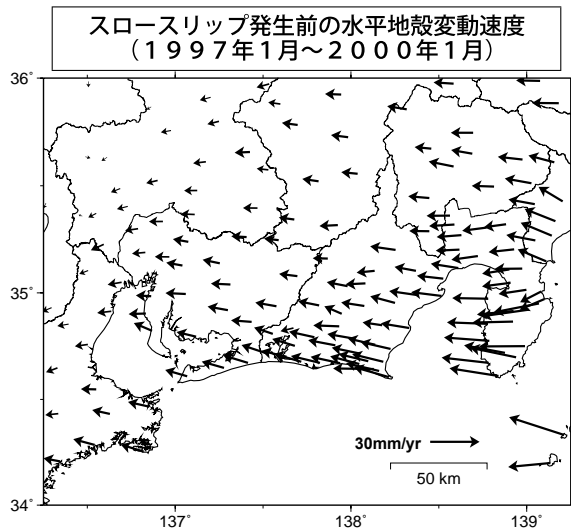 スロースリップ発生前の水平地殻変動速度
（１９９７年１月～２０００年１月）
36˚
35˚
30mm/yr
50 km
34˚
137˚
138˚
139˚